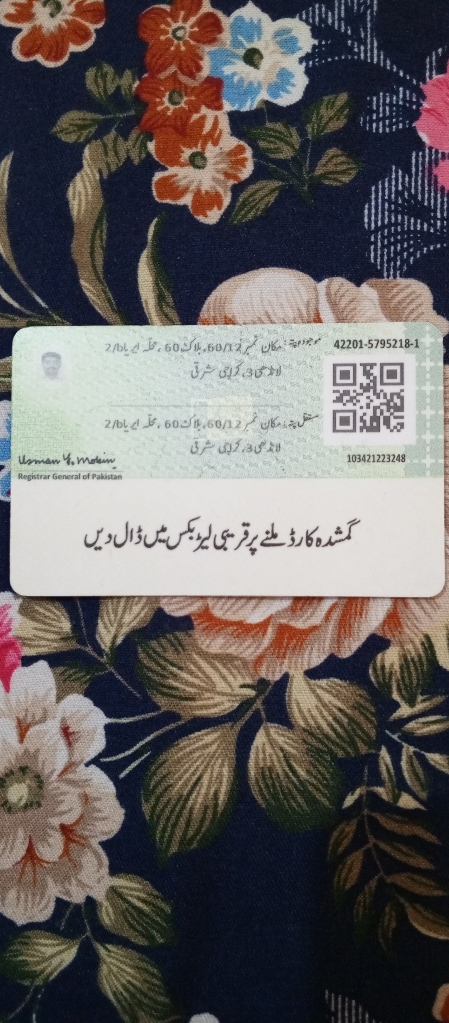 موجودہ پتہ: مکان نمبر 60/12، بلاک 60، محلہ ایریا 2/b
لانڈھی 3، کراچی شرقی
42201-5795218-1
مستقل پتہ: مکان نمبر 60/12، بلاک 60، محلہ ایریا 2/b
لانڈھی 3، کراچی شرقی
103421223248
Usman Y. Mobin
Registrar General of Pakistan
گمشدہ کارڈ ملنے پر قریبی لیٹر بکس میں ڈال دیں